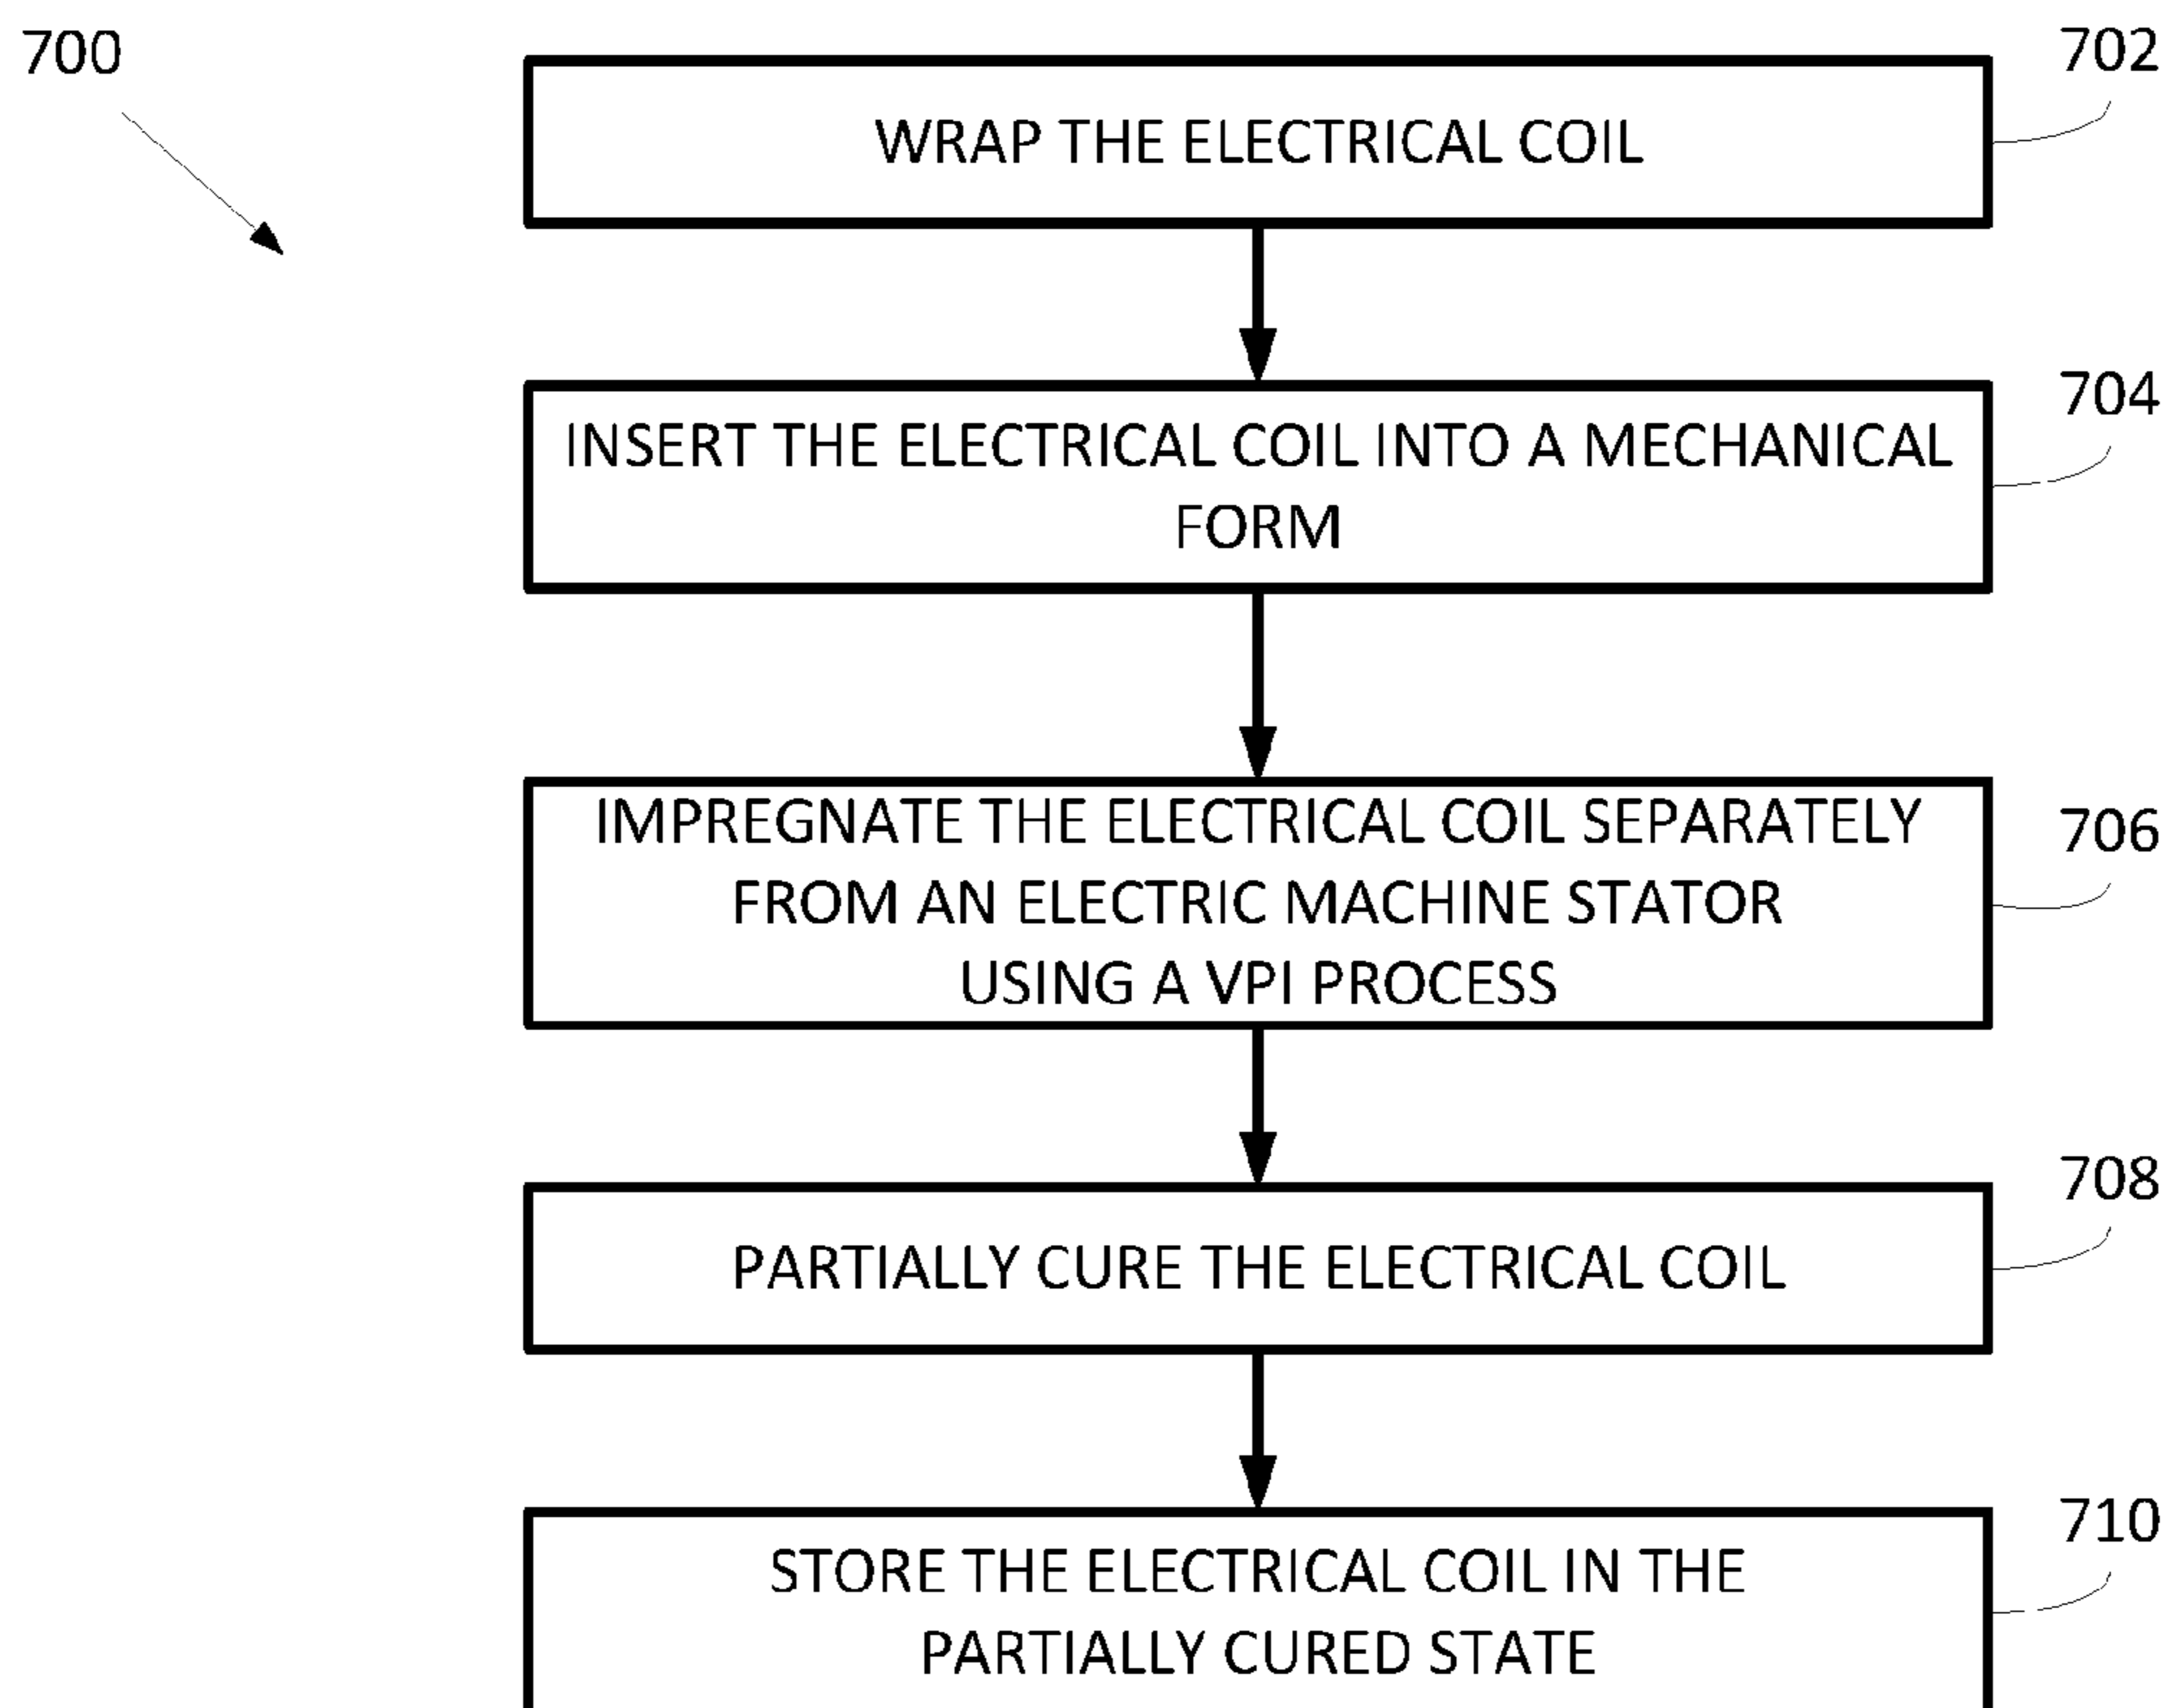 700
702
WRAP THE ELECTRICAL COIL
704
INSERT THE ELECTRICAL COIL INTO A MECHANICAL
FORM
706
IMPREGNATE THE ELECTRICAL COIL SEPARATELY
FROM AN ELECTRIC MACHINE STATOR
USING A VPI PROCESS
708
PARTIALLY CURE THE ELECTRICAL COIL
710
STORE THE ELECTRICAL COIL IN THE
PARTIALLY CURED STATE